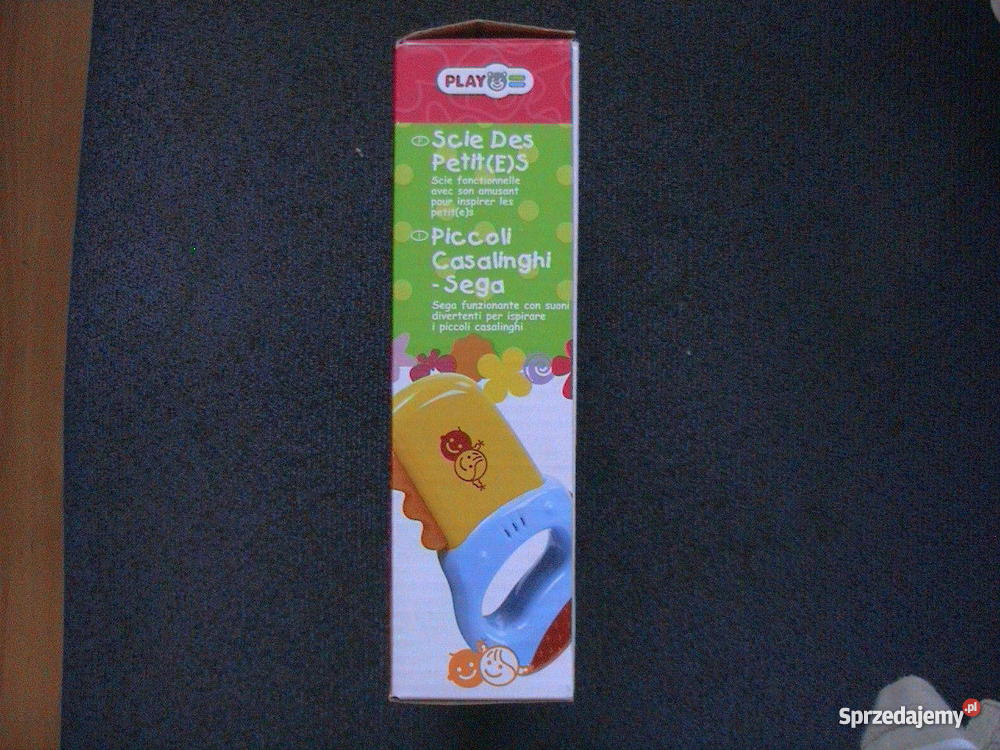 PLAY
F Scie Des
Petit(E)S
Scie fonctionnelle
avec son amusant
pour inspirer les
petit(e)s
I Piccoli
Casalinghi
-Sega
Sega funzionante con suoni
divertenti per ispirare
i piccoli casalinghi
Sprzedajemy.pl